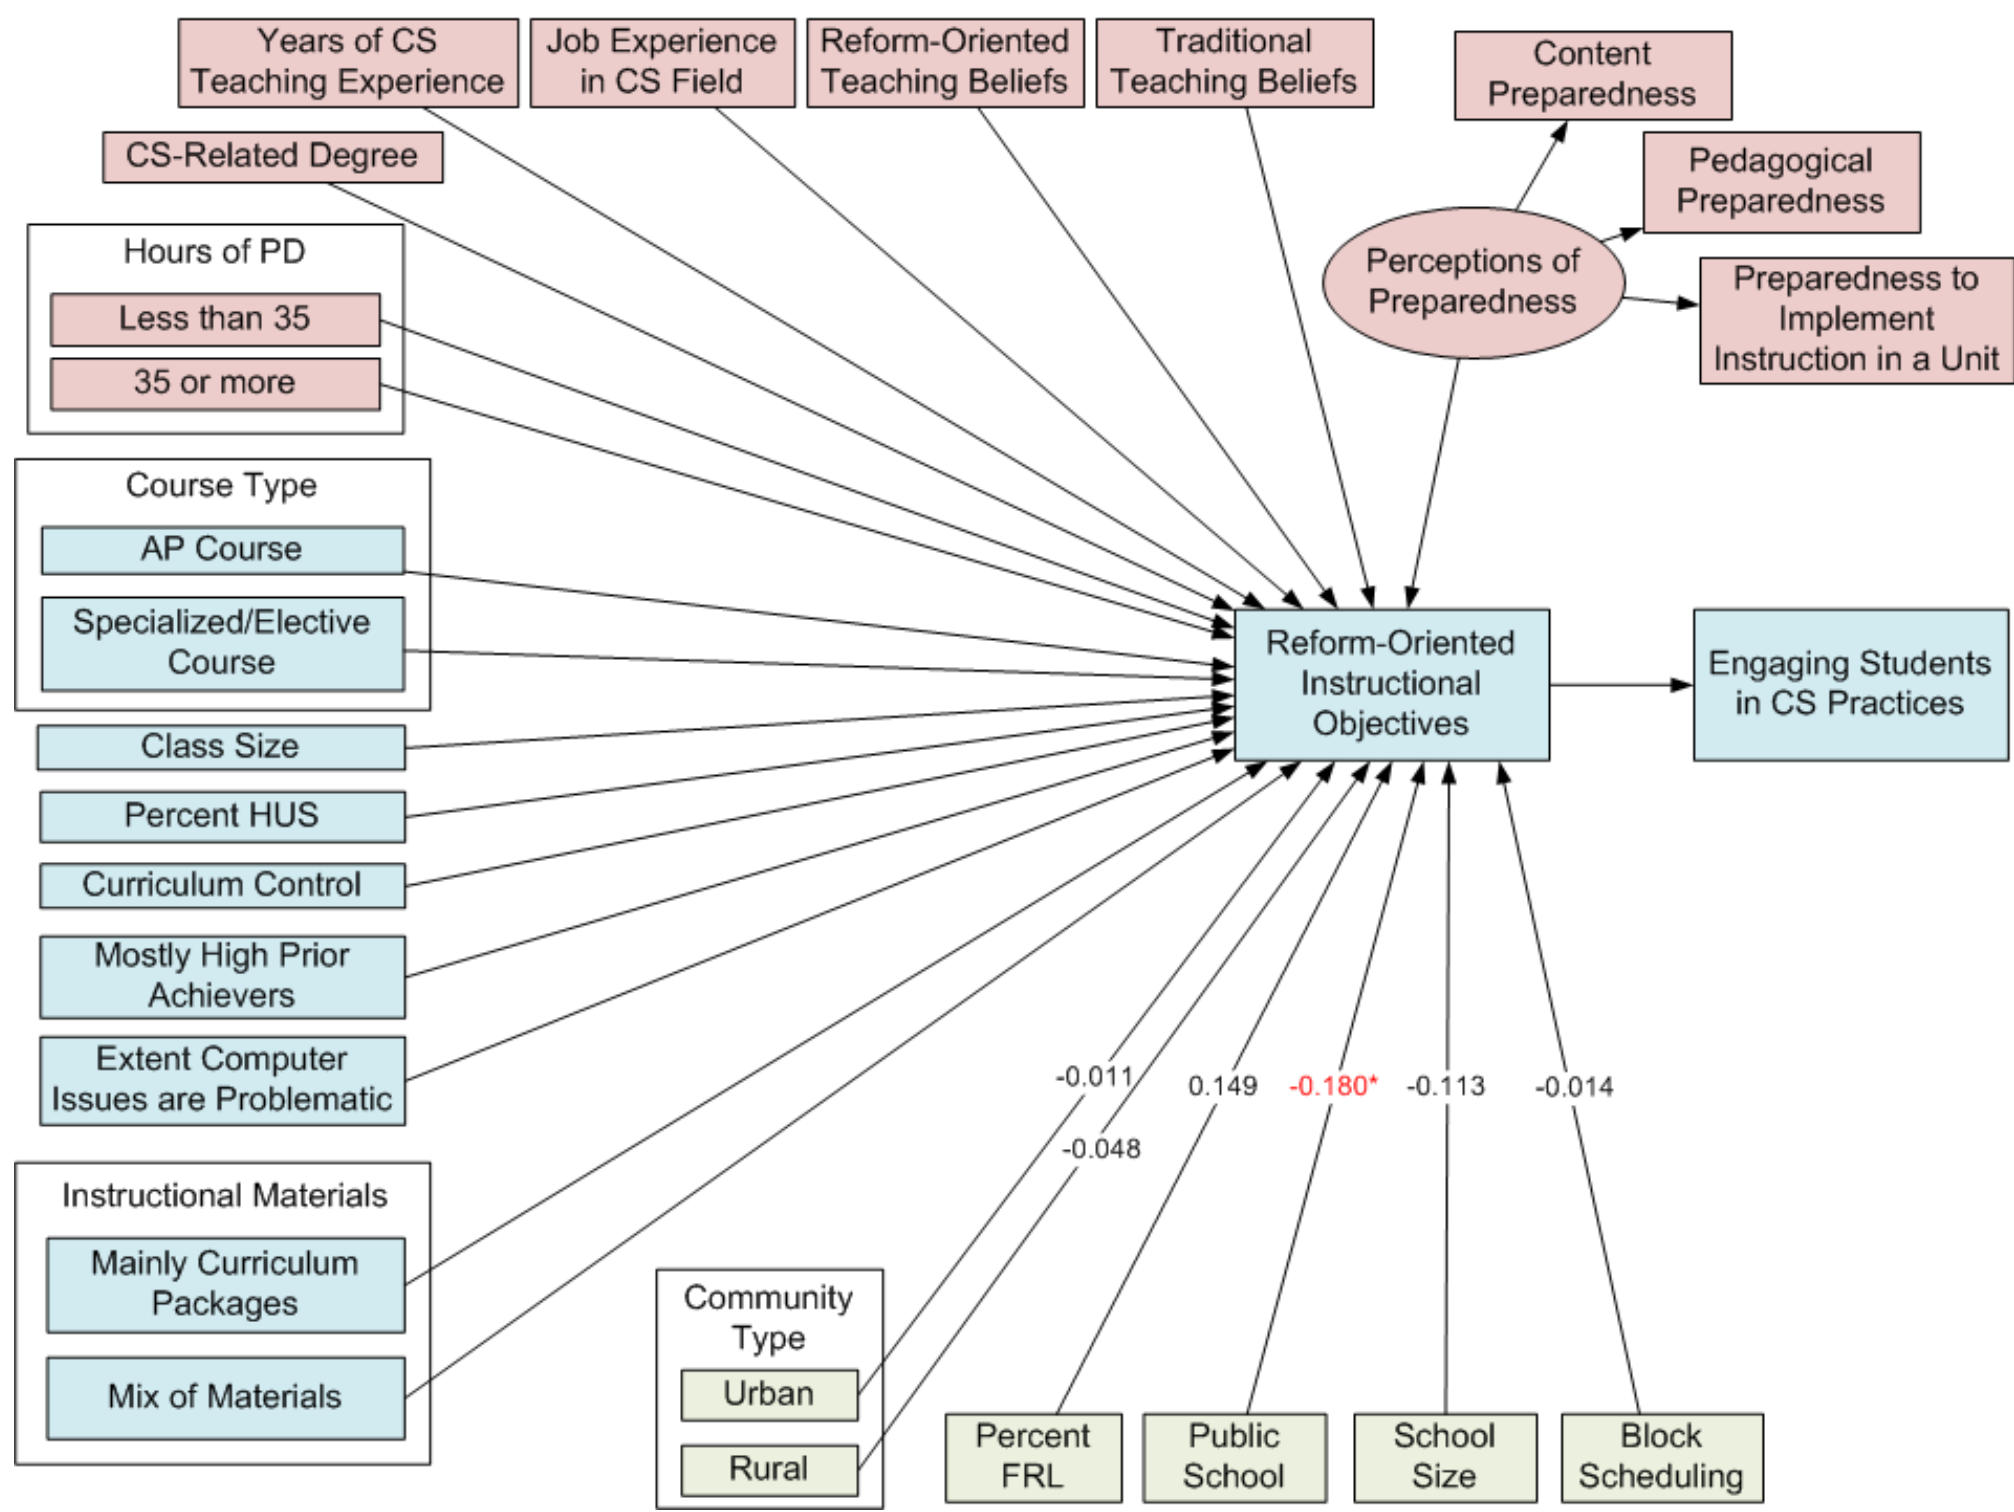 Years of CS
Teaching Experience
Job Experience
in CS Field
Reform-Oriented
Teaching Beliefs
Traditional
Teaching Beliefs
Content
Preparedness
CS-Related Degree
Pedagogical
Preparedness
Hours of PD
Less than 35
35 or more
Perceptions of
Preparedness
Preparedness to
Implement
Instruction in a Unit
Course Type
AP Course
Specialized/Elective
Course
Reform-Oriented
Instructional
Objectives
Engaging Students
in CS Practices
Class Size
Percent HUS
Curriculum Control
Mostly High Prior
Achievers
Extent Computer
Issues are Problematic
-0.011
0.149
-0.180*
-0.113
-0.014
-0.048
Instructional Materials
Mainly Curriculum
Packages
Mix of Materials
Community
Type
Urban
Rural
Percent
FRL
Public
School
School
Size
Block
Scheduling